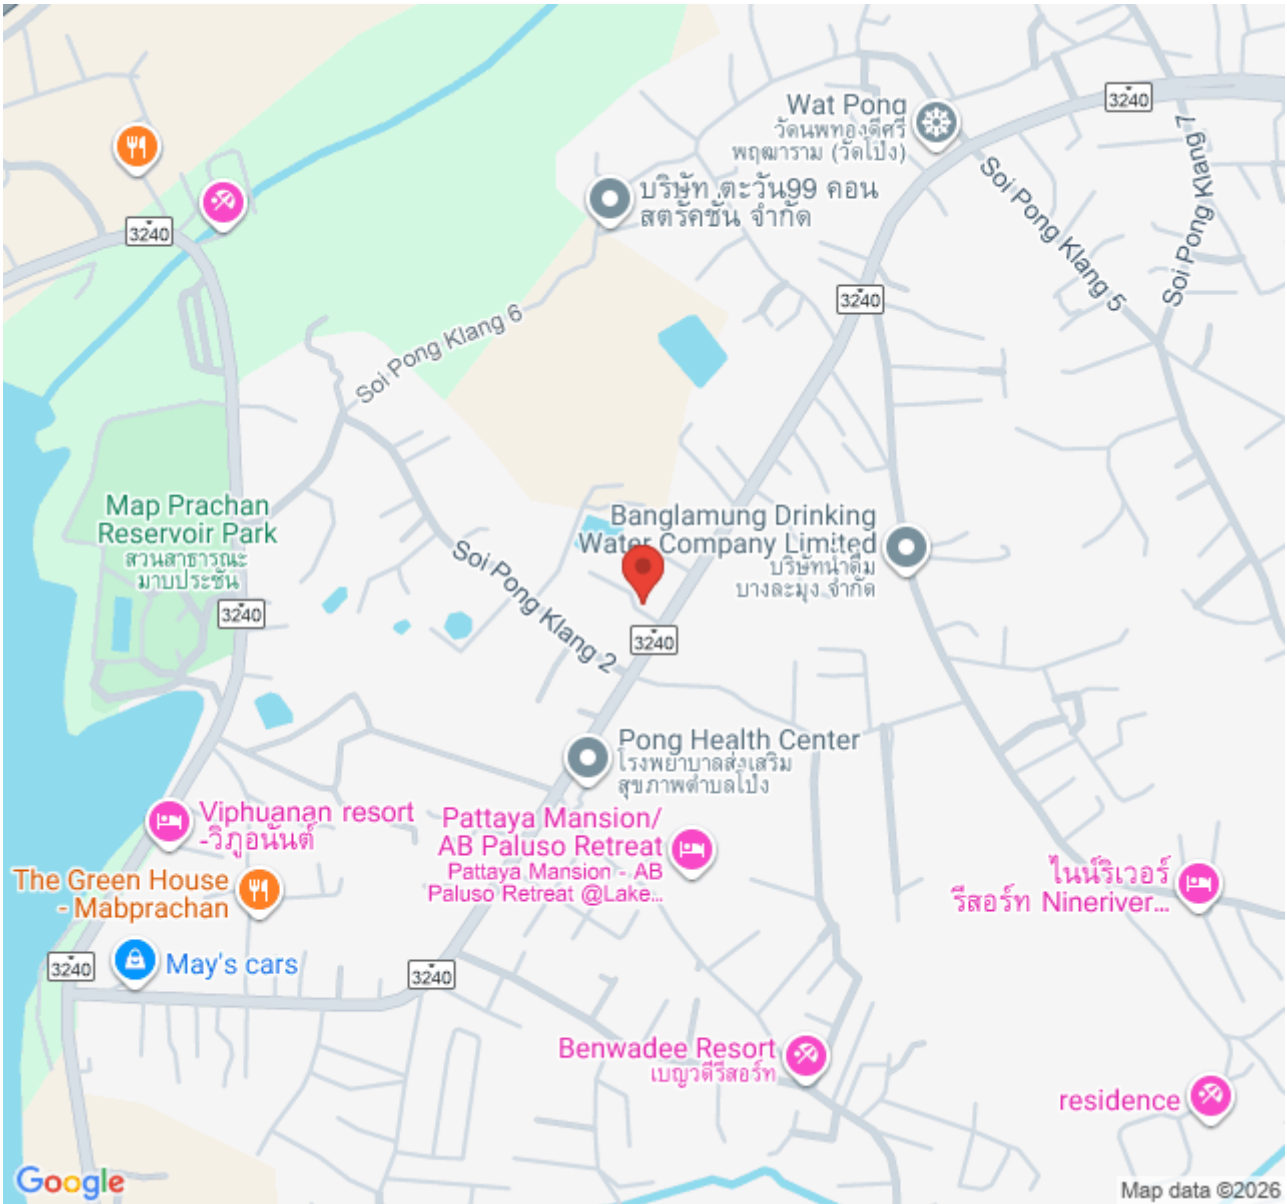 3240
Wat Pong
วัดนพทองดีศรี
พฤฒาราม (วัดโป่ง)
บริษัท ตะวัน99 คอน
สตรัคชั่น จำกัด
Soi Pong Klang 7
Soi Pong Klang 5
3240
3240
Soi Pong Klang 6
Map Prachan
Reservoir Park
สวนสาธารณะ
มาบประชัน
Banglamung Drinking
Water Company Limited
บริษัทน้ำดื่ม
บางละมุง จำกัด
Soi Pong Klang 2
3240
3240
Pong Health Center
โรงพยาบาลส่งเสริม
สุขภาพตำบลโป่ง
Viphuanan resort
-วิภูอนันต์
Pattaya Mansion/
AB Paluso Retreat
Pattaya Mansion - AB
Paluso Retreat @Lake...
The Green House
- Mabprachan
ไนน์ริเวอร์
รีสอร์ท Nineriver...
3240
May's cars
3240
Benwadee Resort
เบญวดีรีสอร์ท
residence
Google
Map data ©2026